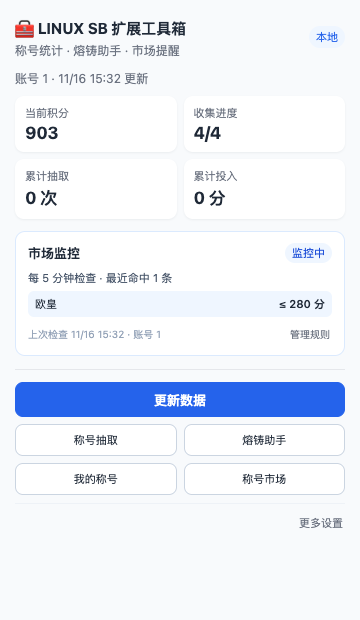 🧰 LINUX SB 扩展工具箱
称号统计 · 熔铸助手 · 市场提醒
本地
账号 1 · 11/16 15:32 更新
当前积分
903
收集进度
4/4
累计抽取
0 次
累计投入
0 分
市场监控
监控中
每 5 分钟检查 · 最近命中 1 条
欧皇 ≤ 280 分
上次检查 11/16 15:32 · 账号 1
管理规则
更新数据
称号抽取
熔铸助手
我的称号
称号市场
更多设置